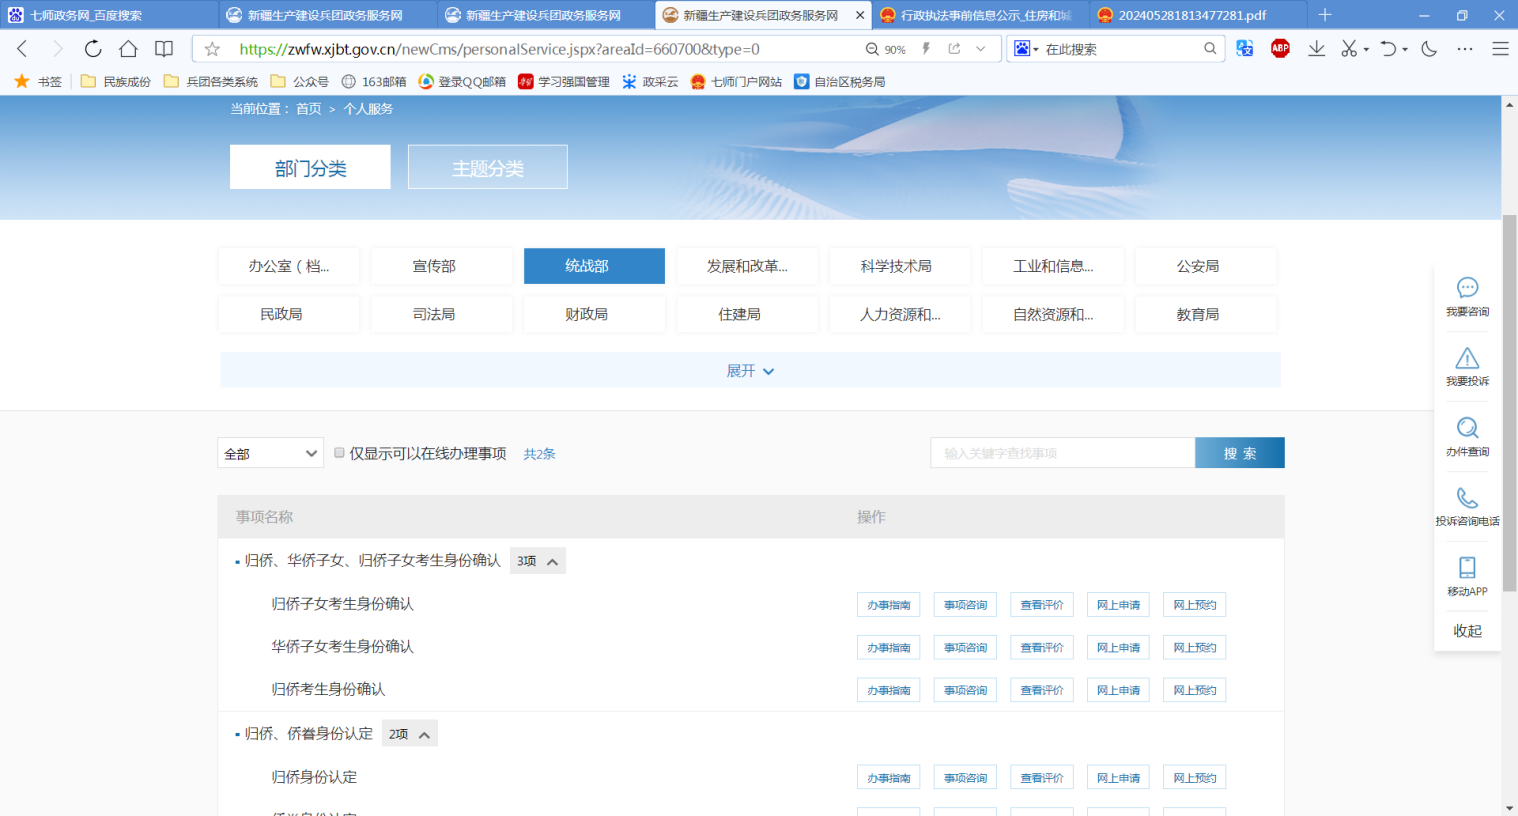 七师政务网_百度搜索
新疆生产建设兵团政务服务网
新疆生产建设兵团政务服务网
新疆生产建设兵团政务服务网
行政执法事前信息公示_住房和城
202405281813477281.pdf
https://zwfw.xjbt.gov.cn/newCms/personalService.jspx?areaId=660700&type=0
90%
在此搜索
ABP
书签
民族成份
兵团各类系统
公众号
163邮箱
登录QQ邮箱
学习强国管理
政采云
七师门户网站
自治区税务局
当前位置: 首页 > 个人服务
部门分类
主题分类
办公室 ( 档...
宣传部
统战部
发展和改革...
科学技术局
工业和信息...
公安局
民政局
司法局
财政局
住建局
人力资源和...
自然资源和...
教育局
展开
全部
仅显示可以在线办理事项
共2条
输入关键字查找事项
搜 索
事项名称
操作
归侨、华侨子女、归侨子女考生身份确认
3项
归侨子女考生身份确认
办事指南
事项咨询
查看评价
网上申请
网上预约
华侨子女考生身份确认
办事指南
事项咨询
查看评价
网上申请
网上预约
归侨考生身份确认
办事指南
事项咨询
查看评价
网上申请
网上预约
归侨、侨眷身份认定
2项
归侨身份认定
办事指南
事项咨询
查看评价
网上申请
网上预约
我要咨询
我要投诉
办件查询
投诉咨询电话
移动APP
收起